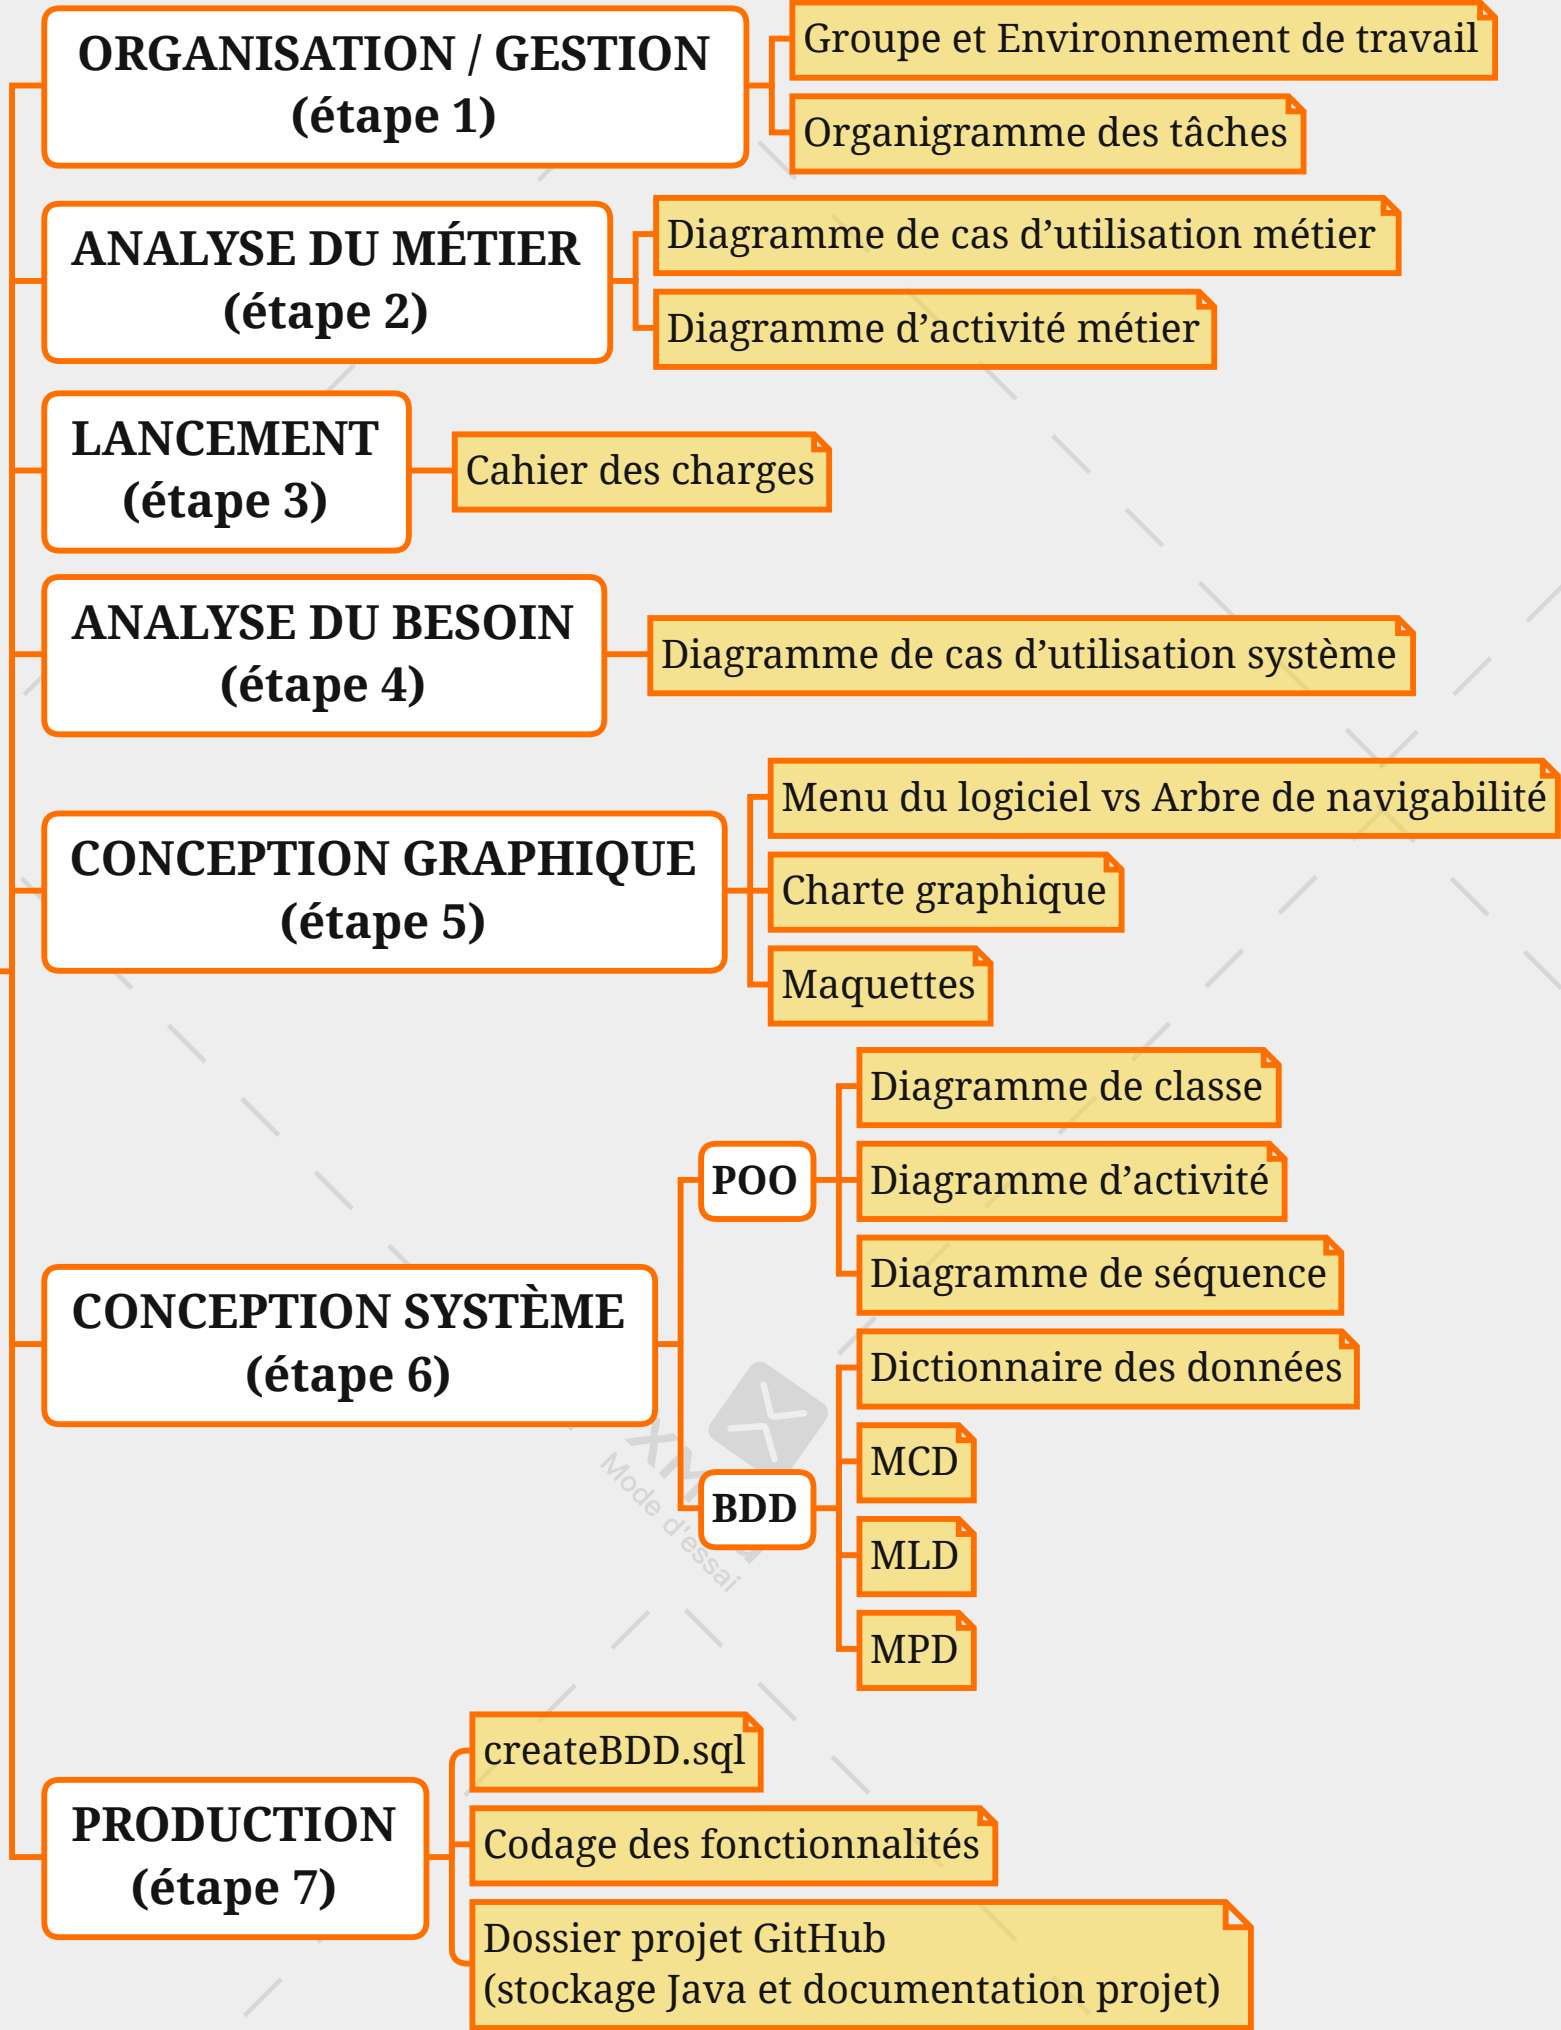 ORGANISATION / GESTION
(étape 1)
Groupe et Environnement de travail
Organigramme des tâches
ANALYSE DU MÉTIER
(étape 2)
Diagramme de cas d’utilisation métier
Diagramme d’activité métier
LANCEMENT
(étape 3)
Cahier des charges
ANALYSE DU BESOIN
(étape 4)
Diagramme de cas d’utilisation système
CONCEPTION GRAPHIQUE
(étape 5)
Menu du logiciel vs Arbre de navigabilité
Charte graphique
Maquettes
CONCEPTION SYSTÈME
(étape 6)
POO
Diagramme de classe
Diagramme d’activité
Diagramme de séquence
BDD
Dictionnaire des données
MCD
MLD
MPD
Mode d'essai
PRODUCTION
(étape 7)
createBDD.sql
Codage des fonctionnalités
Dossier projet GitHub
(stockage Java et documentation projet)